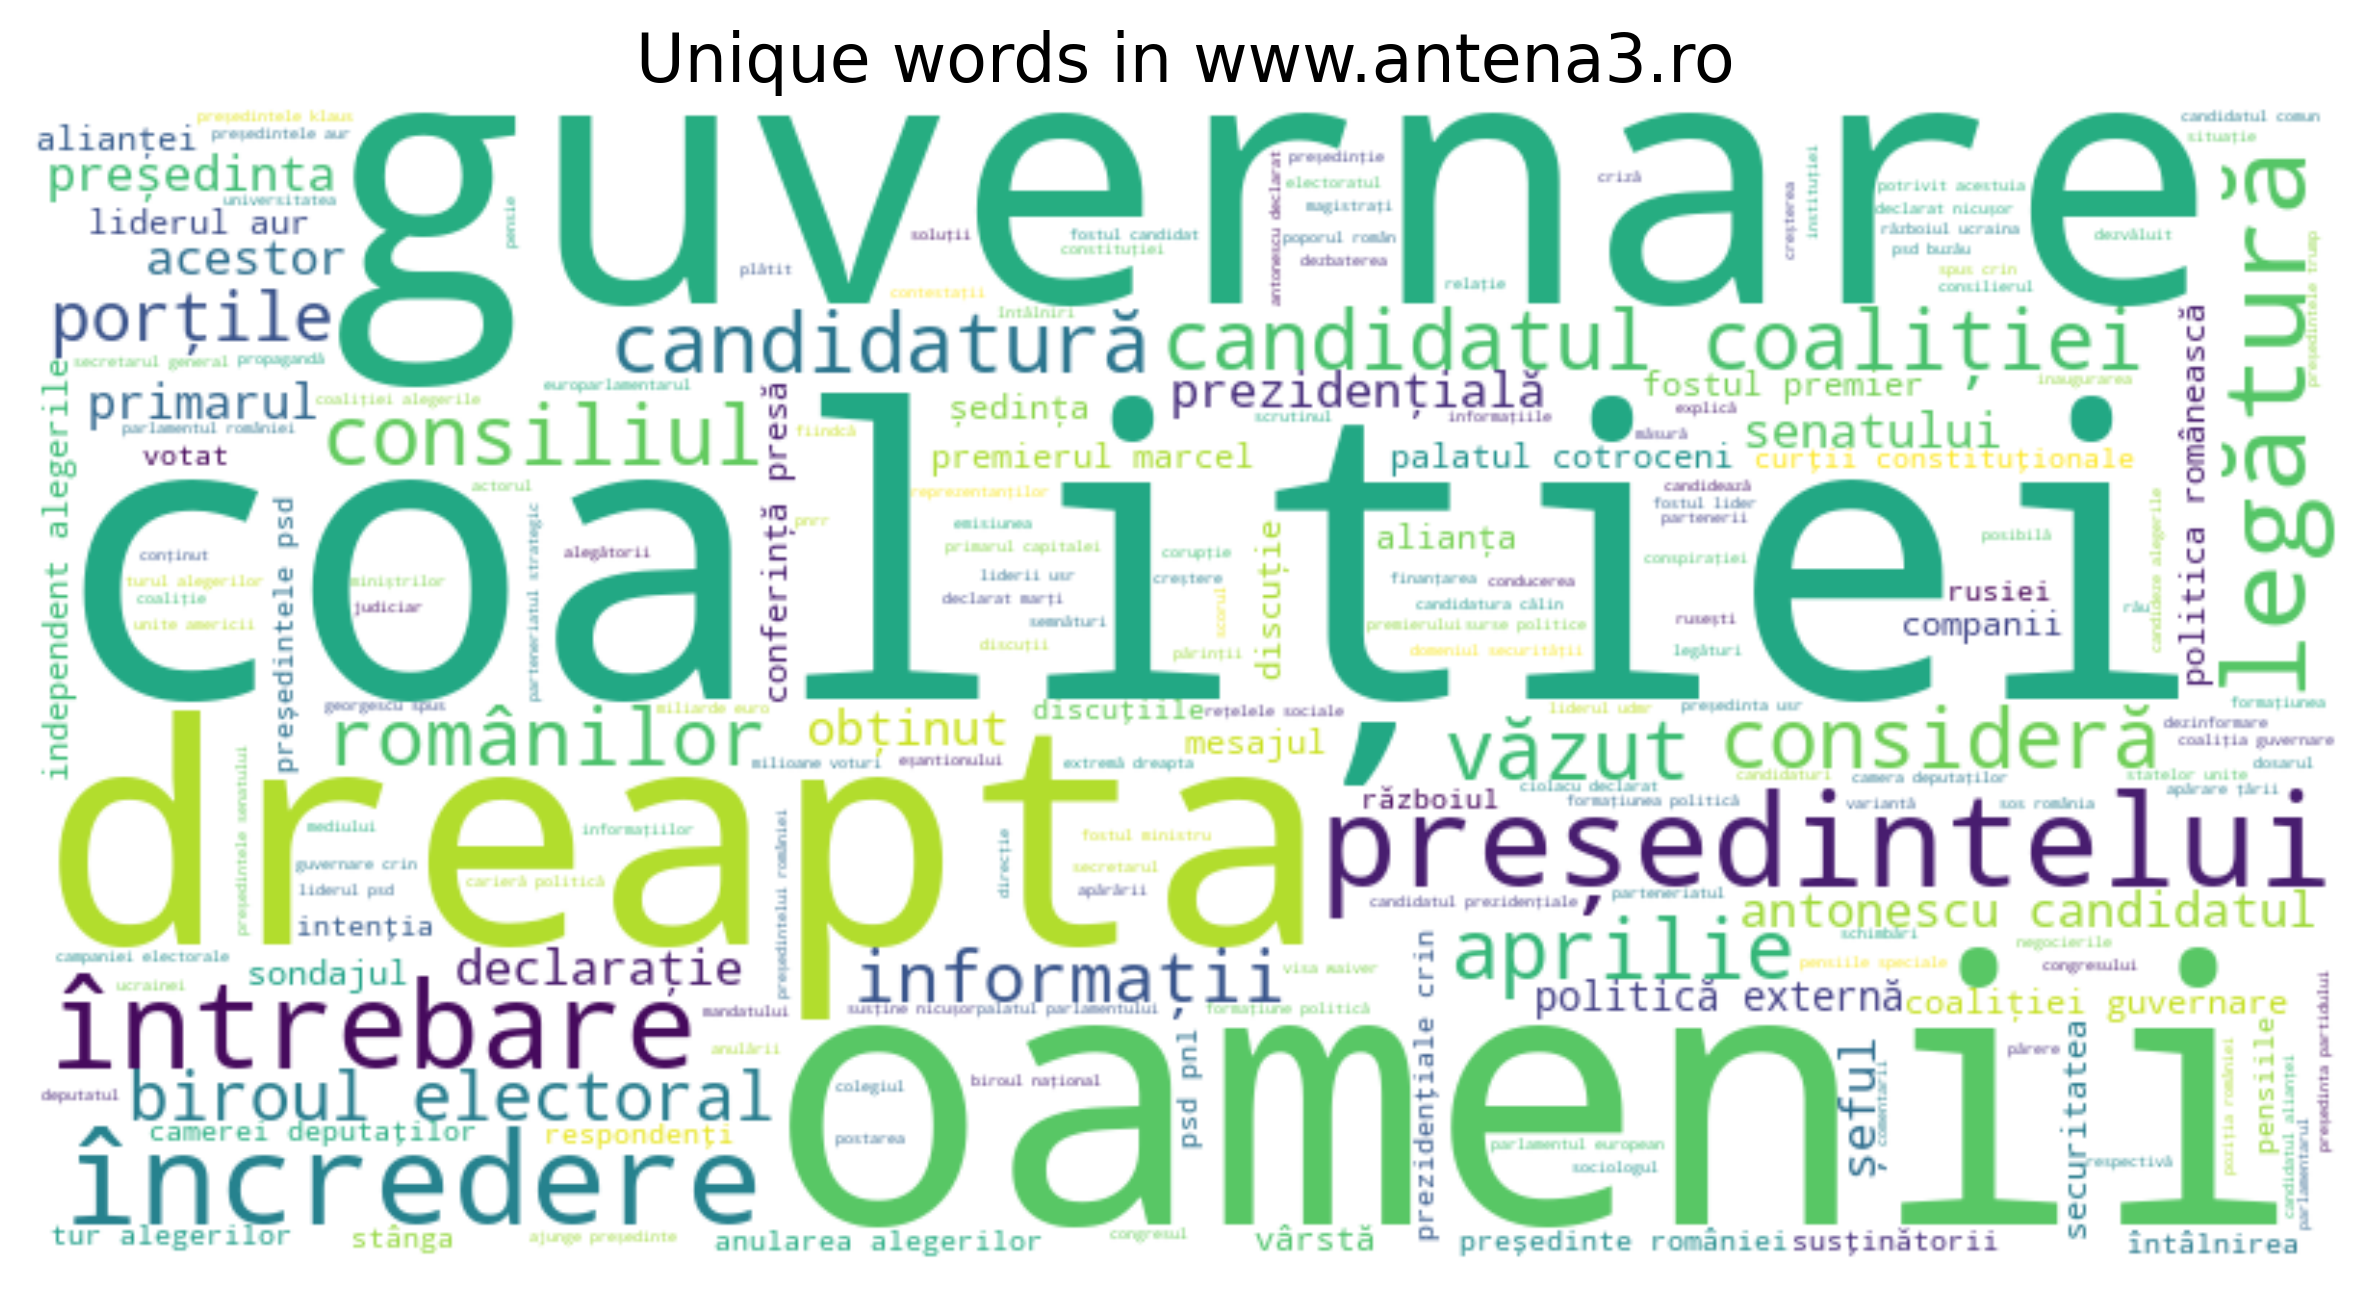 Unique words in www.antena3.ro
președintele klaus
candidatul comun
alianței
președintele aur
situație
guvernare
președinta
universitatea
liderul aur
acestor
pensie
soluții
plătit
fostul candidat
constituției
contestații
întâlniri
antonescu declarat
președinție
electoratul
magistrați
poporul român
dezbaterea
relație
criză
creșterea
instituției
potrivit acestuia
declarat nicușor
războiul ucraina
psd buzău
spus crin
consilierul
dezvăluit
legătură
președintele trump
porțile
secretarul general
propagandă
candidatură
candidatul coaliției
politica românească
primarul
coaliției alegerile
parlamentul româniei
europarlamentarul
prezidențială
fostul premier
inaugurarea
independent alegerile
votat
consiliul
conferință presă
fiindcă
ședința
scrutinul
informațiile
explică
măsură
senatului
premierul marcel
palatul cotroceni
curții constituționale
actorul
reprezentanților
candidează
fostul lider
partenerii
coaliției
președintele psd
parteneriatul strategic
pnrr
emisiunea
primarul capitalei
corupție
discuție
alianța
conspirației
posibilă
candideze alegerile
conținut
turul alegerilor
coaliție
unite americii
miniștrilor
judiciar
alegătorii
liderii usr
creștere
declarat marți
semnături
scorul
discuții
părinții
finanțarea
conducerea
candidatura călin
premierului
surse politice
rusești
domeniul securității
legături
rusiei
companii
rău
georgescu spus
miliarde euro
discuțiile
rețelele sociale
liderul udmr
președinta usr
formațiunea
românilor
obținut
mesajul
văzut
consideră
dezinformare
coaliția guvernare
milioane voturi
eșantionului
extremă dreapta
ciolacu declarat
candidaturi
camera deputaților
statelor unite
dosarul
apărare țării
dreapta
președintele senatului
mediului
informațiilor
guvernare crin
liderul psd
carieră politică
președintelui româniei
direcție
fostul ministru
secretarul
apărării
războiul
formațiunea politică
variantă
sos românia
președintelui
intenția
candidatul prezidențiale
parteneriatul
antonescu candidatul
campaniei electorale
sondajul
declarație
informații
visa waiver
prezidențiale crin
aprilie
schimbări
negocierile
pensiile speciale
congresului
ucrainei
întrebare
mandatului
susține nicușor
palatul parlamentului
formațiune politică
politică externă
coaliției guvernare
președinta partidului
anulării
oamenii
deputatul
biroul electoral
colegiul
biroul național
psd pnl
șeful
comentarii
securitatea
părere
poziția româniei
pensiile
candidatul alianței
parlamentarul
camerei deputaților
respondenți
postarea
parlamentul european
sociologul
respectivă
încredere
tur alegerilor
stânga
ajunge președinte
anularea alegerilor
congresul
vârstă
președinte româniei
susținătorii
întâlnirea